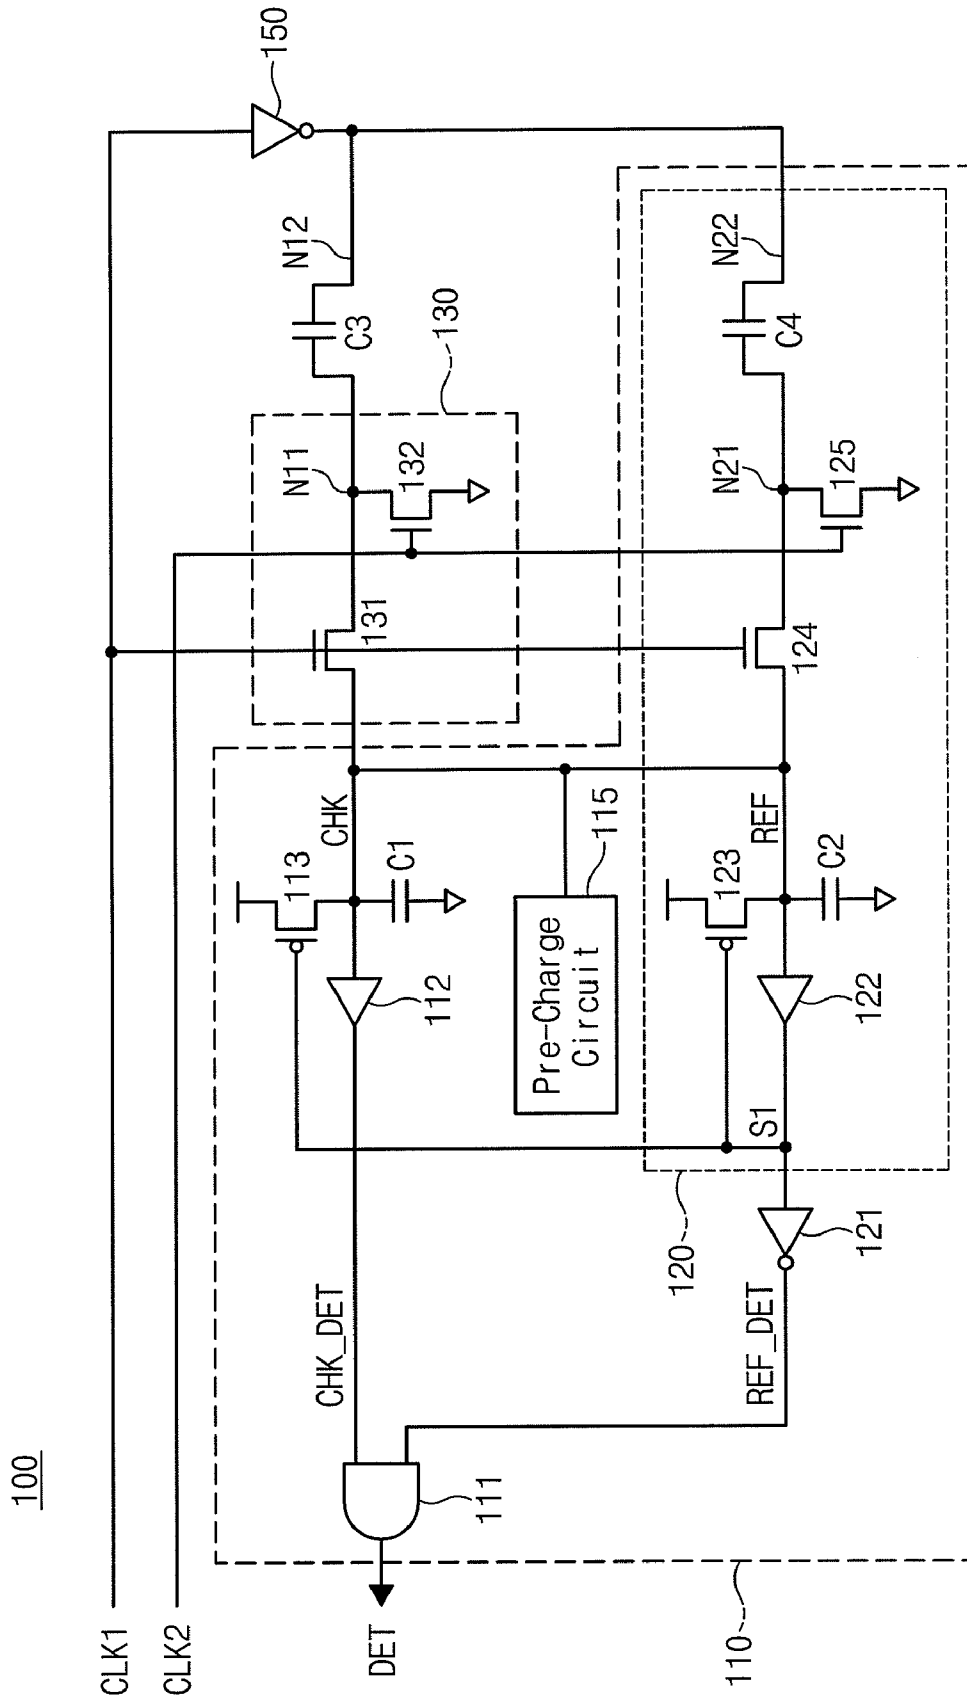 100
CLK1
CLK2
150
N12
C3
130
N11
132
131
N22
C4
N21
125
124
CHK
113
C1
112
Pre-Charge
Circuit
115
REF
123
C2
122
S1
120
121
CHK_DET
REF_DET
111
DET
110